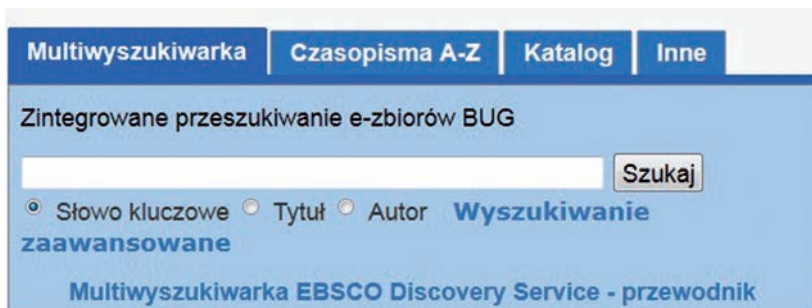 Multiwyszukiwarka Czasopisma A-Z Katalog Inne
Zintegrowane przeszukiwanie e-zbiorów BUG
Szukaj
Słowo kluczowe Tytuł Autor Wyszukiwanie
zaawansowane
Multiwyszukiwarka EBSCO Discovery Service - przewodnik